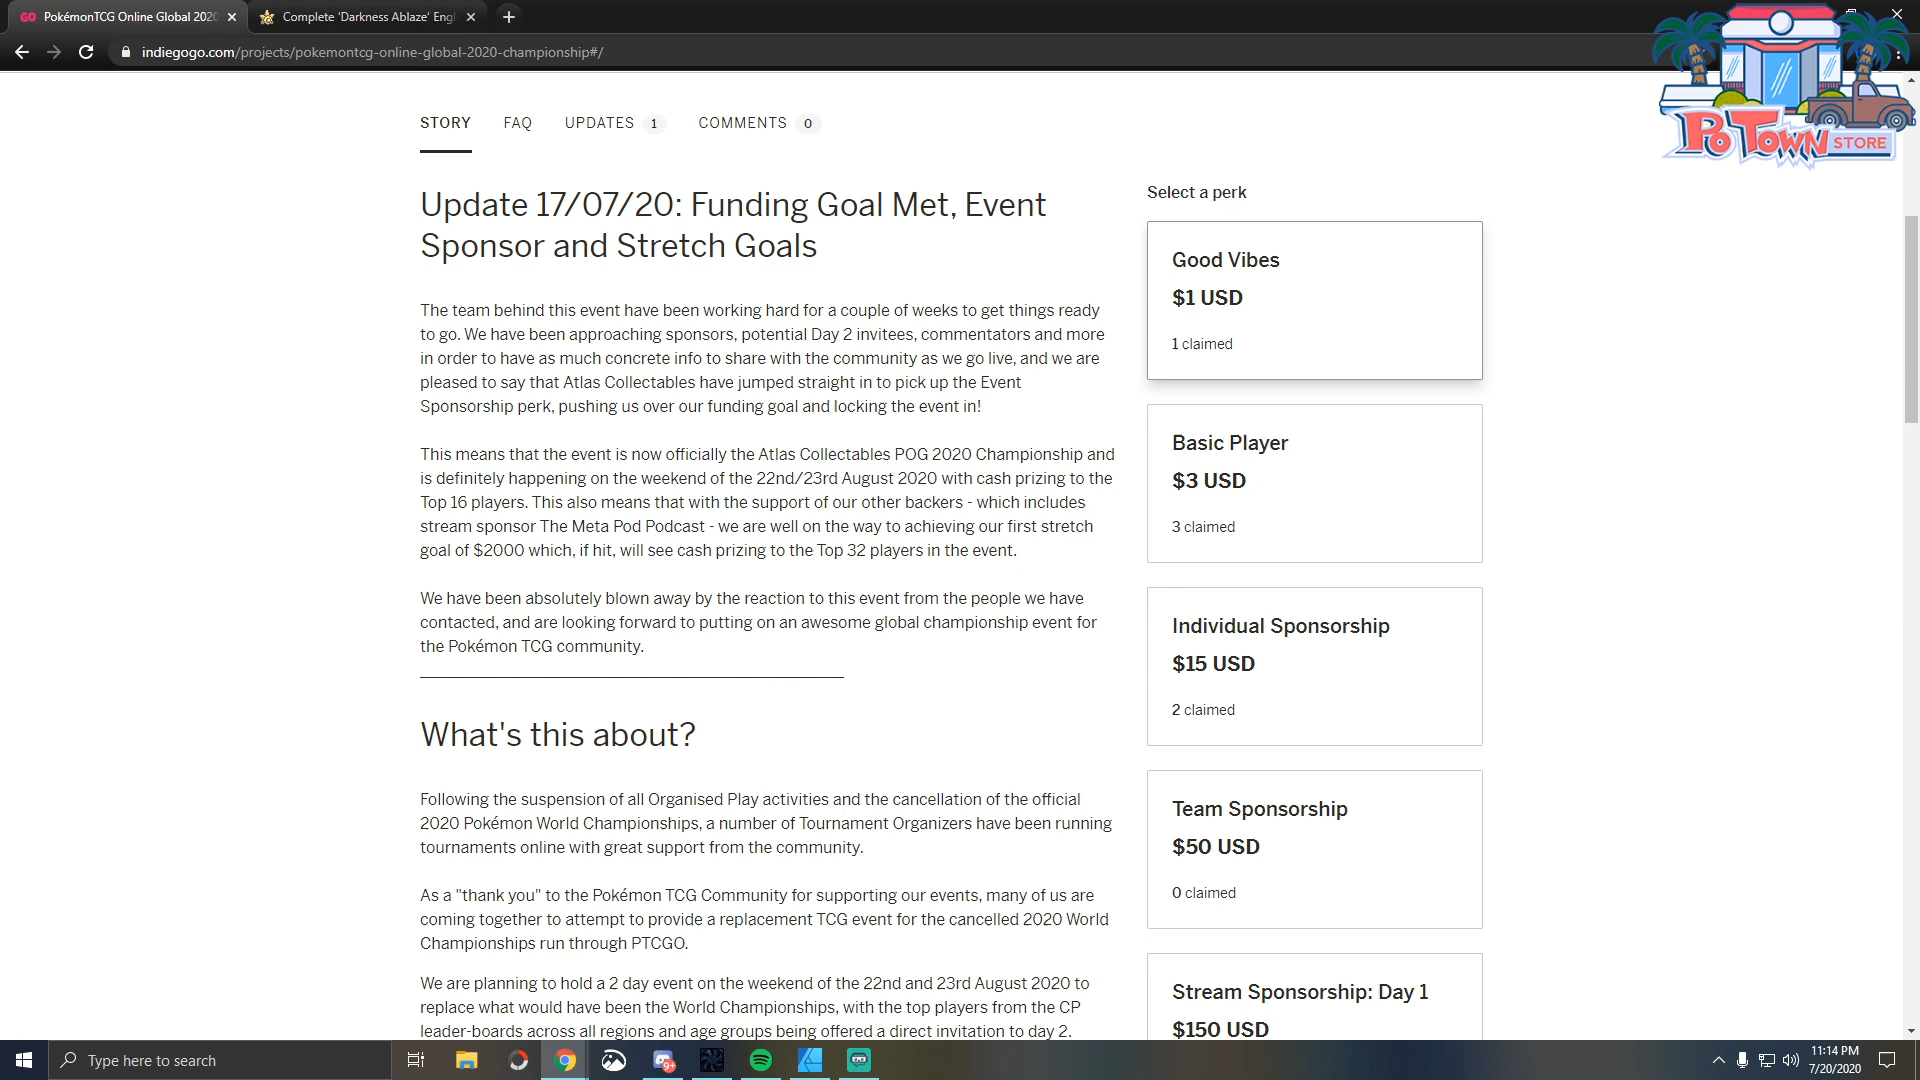 GO PokémonTCG Online Global 2020
Complete 'Darkness Ablaze' Engl
indiegogo.com/projects/pokemontcg-online-global-2020-championship#/
PO TOWN STORE
STORY FAQ UPDATES 1 COMMENTS 0
Update 17/07/20: Funding Goal Met, Event
Sponsor and Stretch Goals
The team behind this event have been working hard for a couple of weeks to get things ready
to go. We have been approaching sponsors, potential Day 2 invitees, commentators and more
in order to have as much concrete info to share with the community as we go live, and we are
pleased to say that Atlas Collectables have jumped straight in to pick up the Event
Sponsorship perk, pushing us over our funding goal and locking the event in!
This means that the event is now officially the Atlas Collectables POG 2020 Championship and
is definitely happening on the weekend of the 22nd/23rd August 2020 with cash prizing to the
Top 16 players. This also means that with the support of our other backers - which includes
stream sponsor The Meta Pod Podcast - we are well on the way to achieving our first stretch
goal of $2000 which, if hit, will see cash prizing to the Top 32 players in the event.
We have been absolutely blown away by the reaction to this event from the people we have
contacted, and are looking forward to putting on an awesome global championship event for
the Pokémon TCG community.
What's this about?
Following the suspension of all Organised Play activities and the cancellation of the official
2020 Pokémon World Championships, a number of Tournament Organizers have been running
tournaments online with great support from the community.
As a "thank you" to the Pokémon TCG Community for supporting our events, many of us are
coming together to attempt to provide a replacement TCG event for the cancelled 2020 World
Championships run through PTCGO.
We are planning to hold a 2 day event on the weekend of the 22nd and 23rd August 2020 to
replace what would have been the World Championships, with the top players from the CP
leader-boards across all regions and age groups being offered a direct invitation to day 2.
Select a perk
Good Vibes
$1 USD
1 claimed
Basic Player
$3 USD
3 claimed
Individual Sponsorship
$15 USD
2 claimed
Team Sponsorship
$50 USD
0 claimed
Stream Sponsorship: Day 1
$150 USD
Type here to search
9+
11:14 PM
7/20/2020